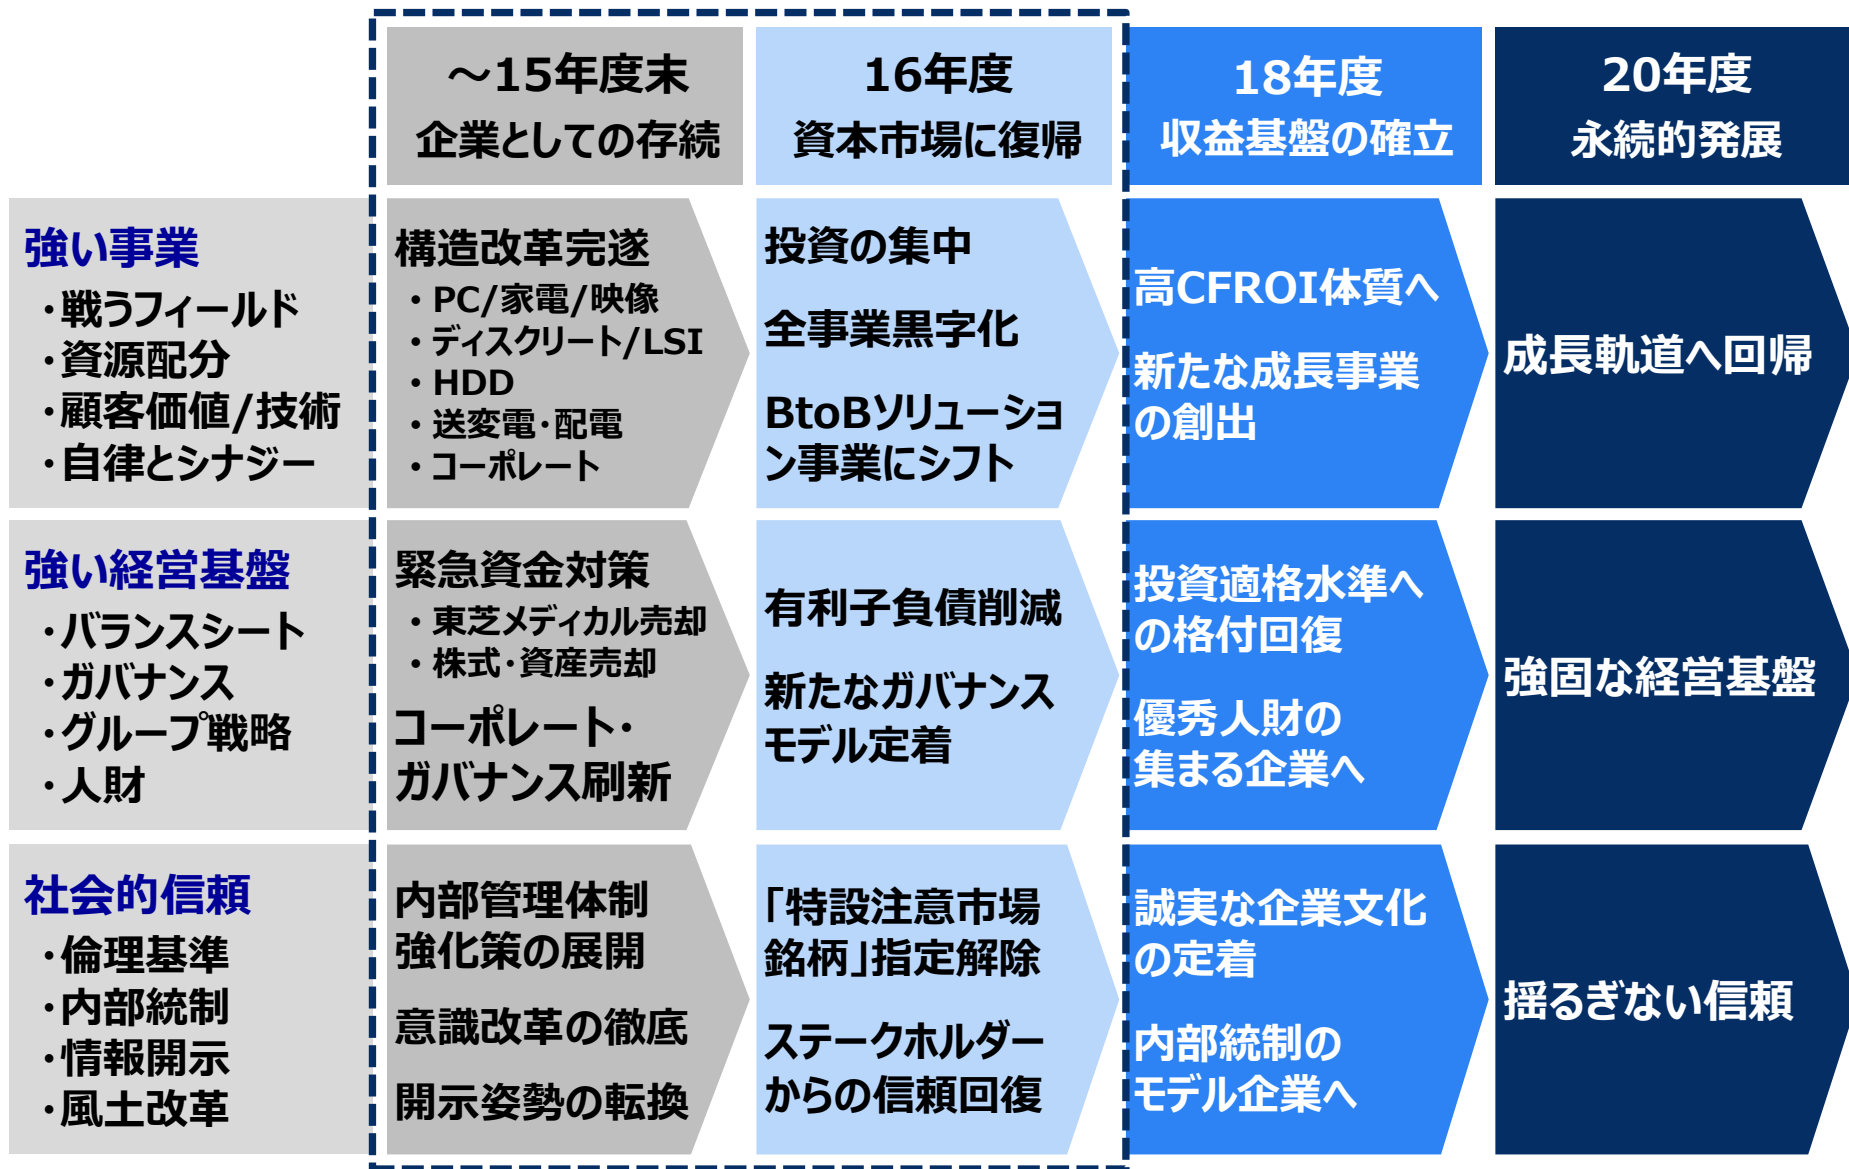 ～15年度末
企業としての存続
16年度
資本市場に復帰
18年度
収益基盤の確立
20年度
永続的発展
強い事業
・戦うフィールド
・資源配分
・顧客価値/技術
・自律とシナジー
構造改革完遂
・PC/家電/映像
・ディスクリート/LSI
・HDD
・送変電・配電
・コーポレート
投資の集中
全事業黒字化
BtoBソリューショ
ン事業にシフト
高CFROI体質へ
新たな成長事業
の創出
成長軌道へ回帰
強い経営基盤
・バランスシート
・ガバナンス
・グループ戦略
・人財
緊急資金対策
・東芝メディカル売却
・株式・資産売却
コーポレート・
ガバナンス刷新
有利子負債削減
新たなガバナンス
モデル定着
投資適格水準へ
の格付回復
優秀人財の
集まる企業へ
強固な経営基盤
社会的信頼
・倫理基準
・内部統制
・情報開示
・風土改革
内部管理体制
強化策の展開
意識改革の徹底
開示姿勢の転換
「特設注意市場
銘柄」指定解除
ステークホルダー
からの信頼回復
誠実な企業文化
の定着
内部統制の
モデル企業へ
揺るぎない信頼